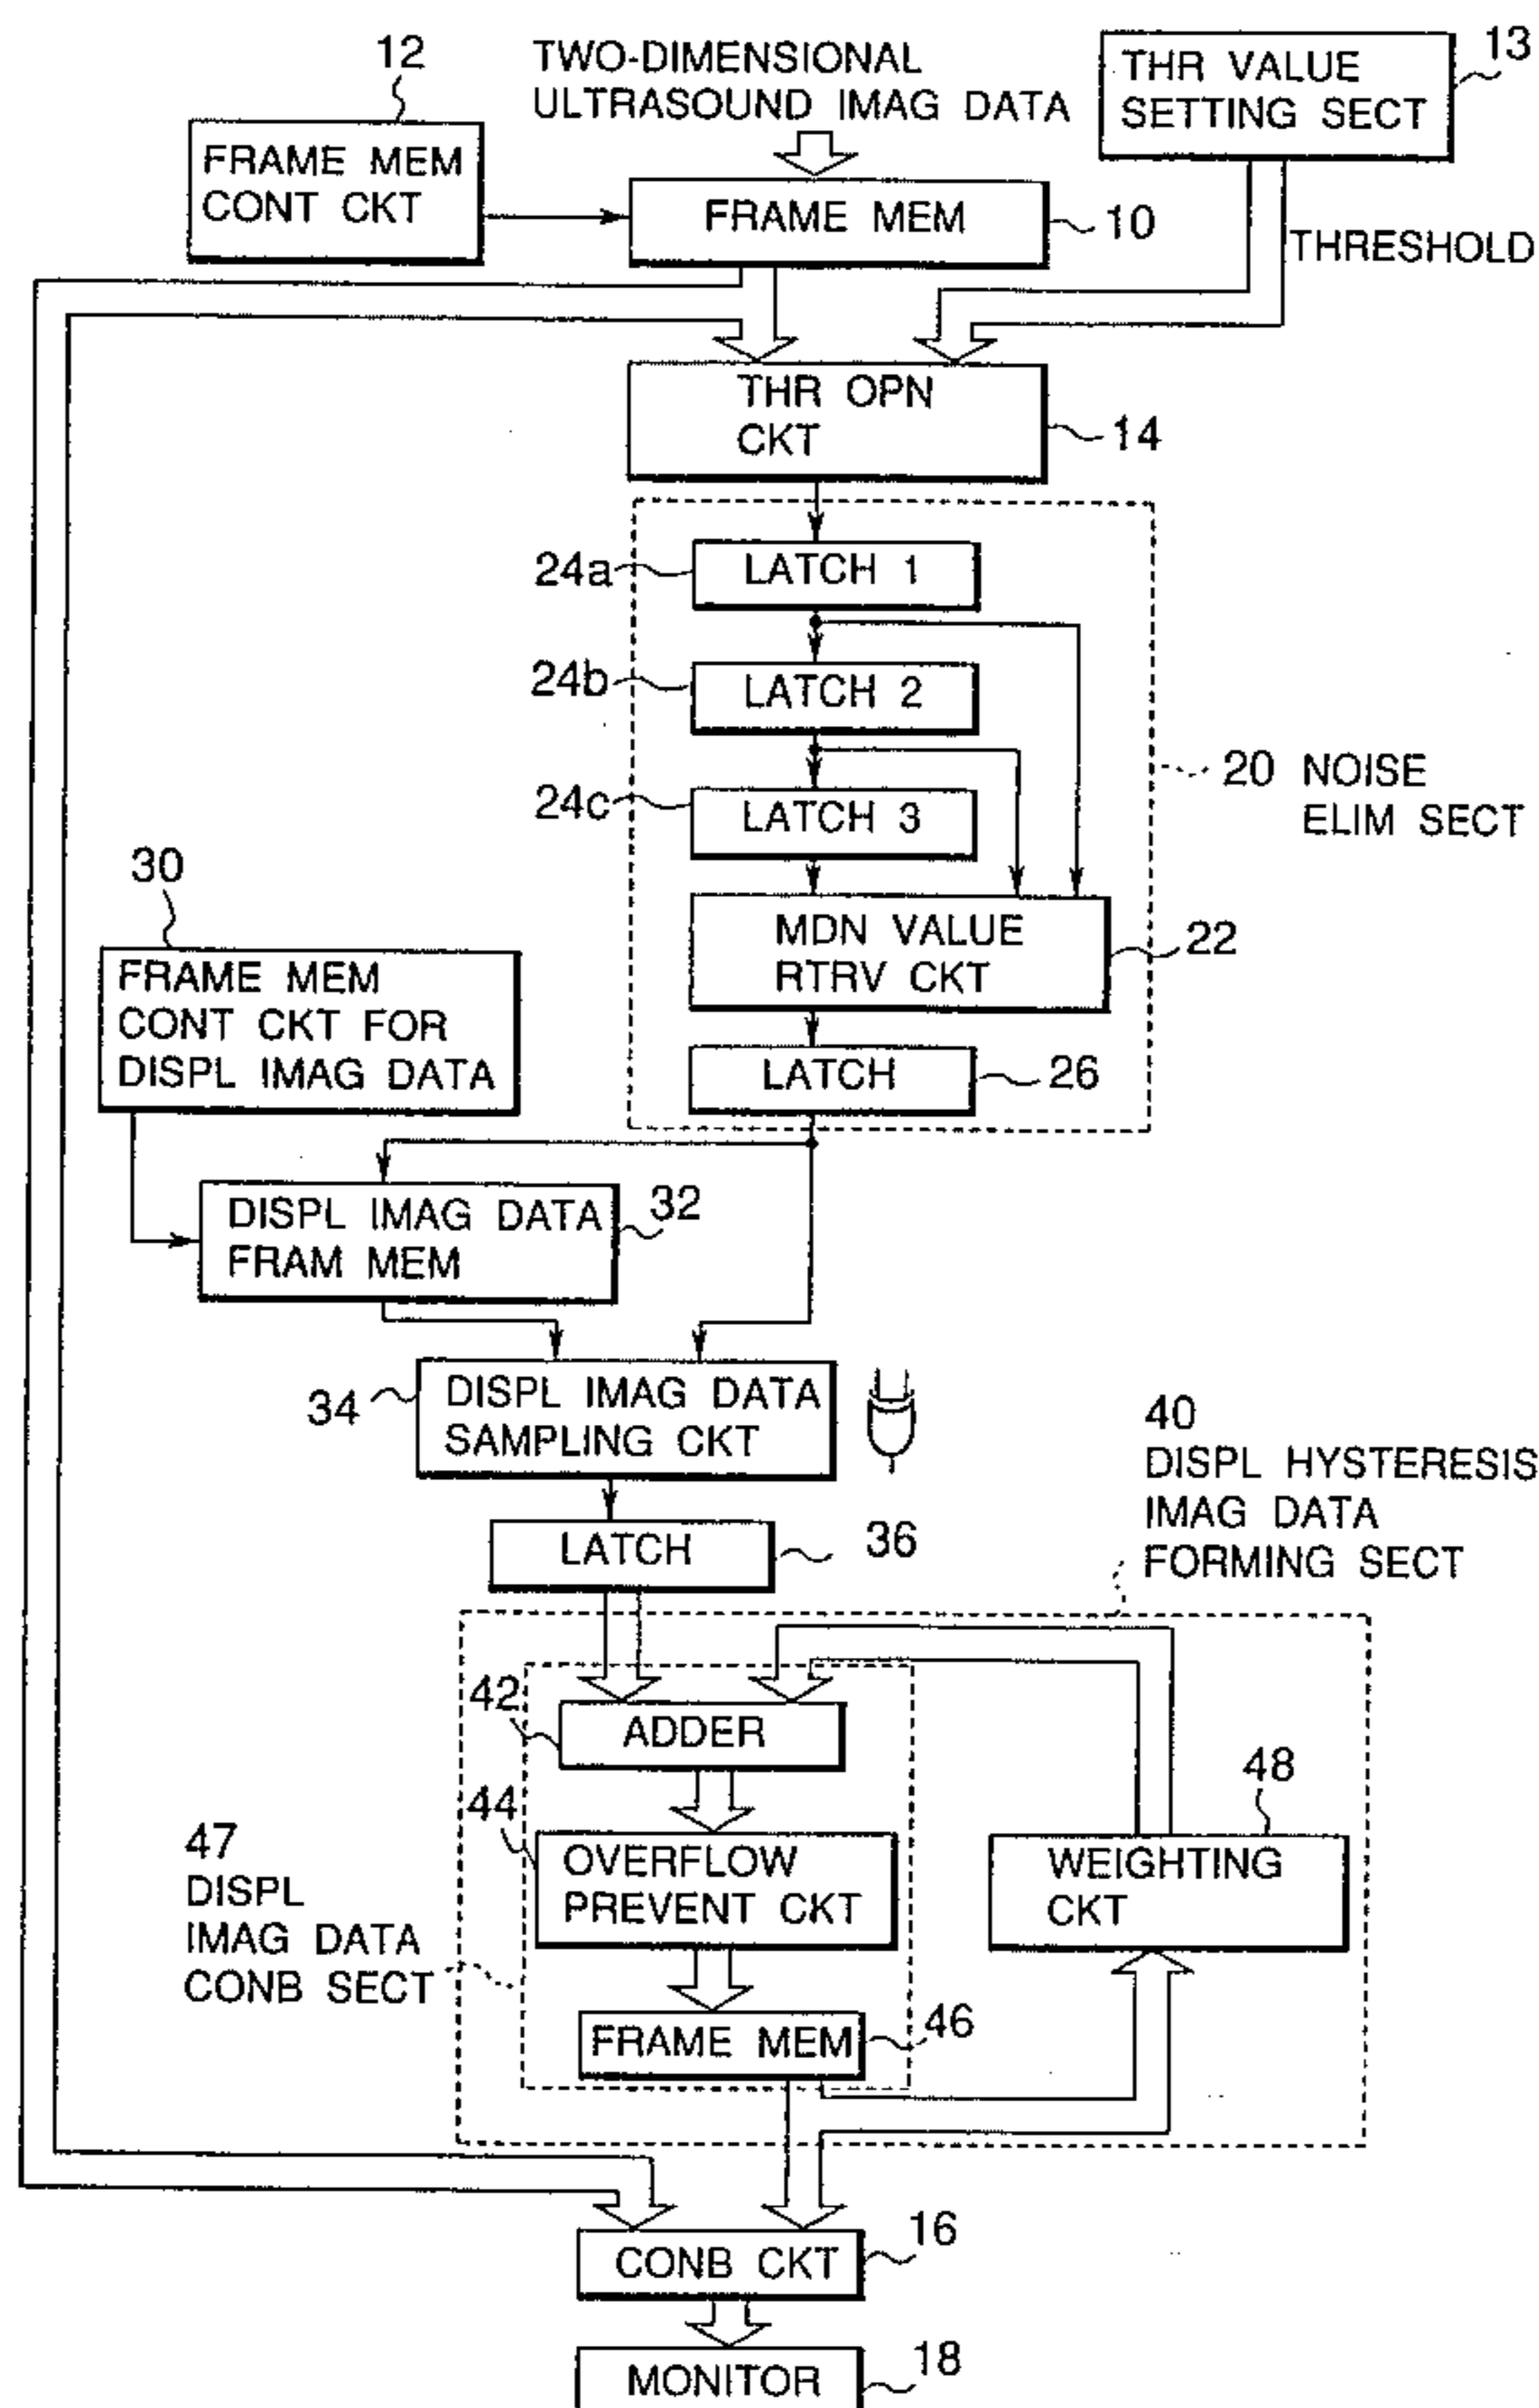 12
TWO-DIMENSIONAL
ULTRASOUND IMAG DATA
THR VALUE
SETTING SECT
13
FRAME MEM
CONT CKT
FRAME MEM
10
THRESHOLD
THR OPN
CKT
14
24a
LATCH 1
24b
LATCH 2
24c
LATCH 3
20 NOISE
ELIM SECT
30
MDN VALUE
RTRV CKT
22
FRAME MEM
CONT CKT FOR
DISPL IMAG DATA
LATCH
26
DISPL IMAG DATA
FRAM MEM
32
34
DISPL IMAG DATA
SAMPLING CKT
40
DISPL HYSTERESIS
IMAG DATA
FORMING SECT
LATCH
36
42
ADDER
44
OVERFLOW
PREVENT CKT
48
WEIGHTING
CKT
47
DISPL
IMAG DATA
CONB SECT
FRAME MEM
46
CONB CKT
16
MONITOR
18